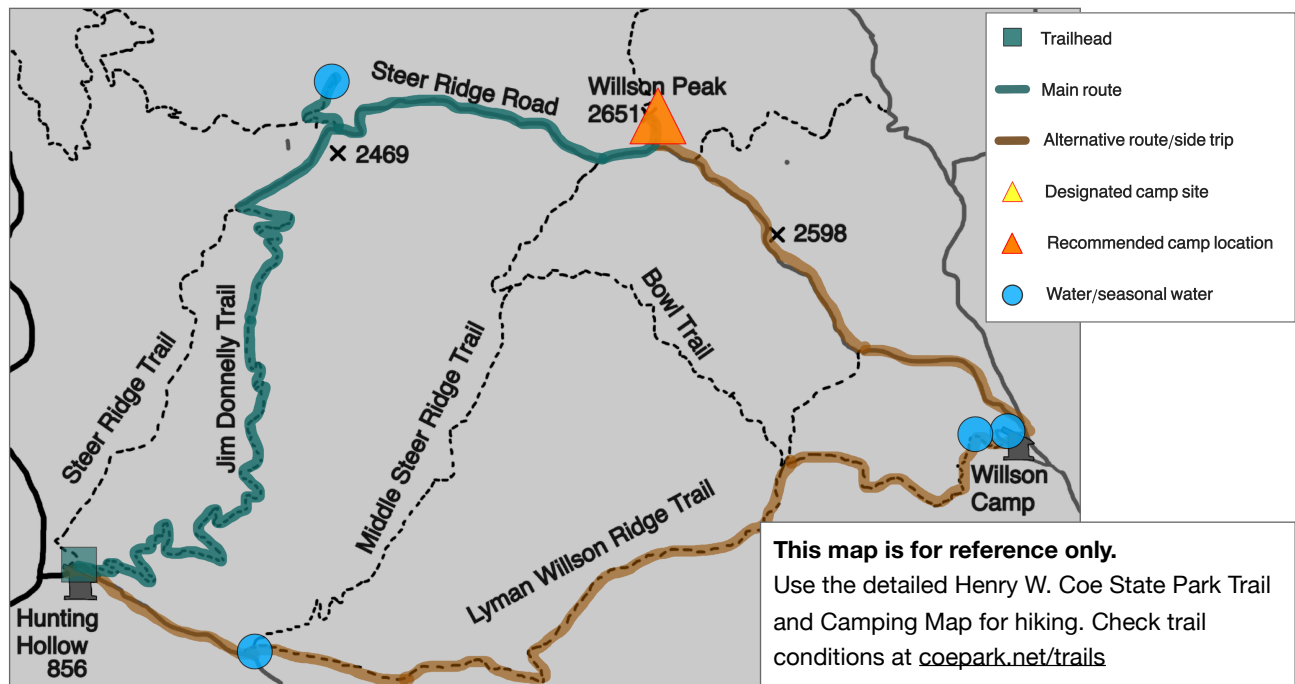 Steer Ridge Road
Willson Peak
2651
2469
2598
Steer Ridge Trail
Jim Donnelly Trail
Middle Steer Ridge Trail
Bowl Trail
Lyman Willson Ridge Trail
Willson
Camp
Hunting
Hollow
856
Trailhead
Main route
Alternative route/side trip
Designated camp site
Recommended camp location
Water/seasonal water
This map is for reference only.
Use the detailed Henry W. Coe State Park Trail
and Camping Map for hiking. Check trail
conditions at coepark.net/trails